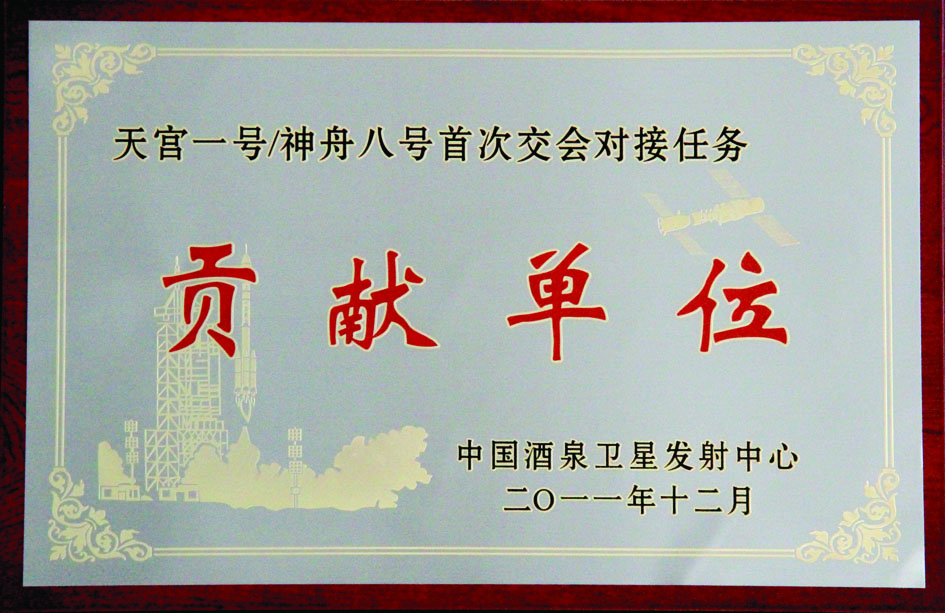 天宫一号/神舟八号首次交会对接任务
贡献单位
中国酒泉卫星发射中心
二〇一一年十二月